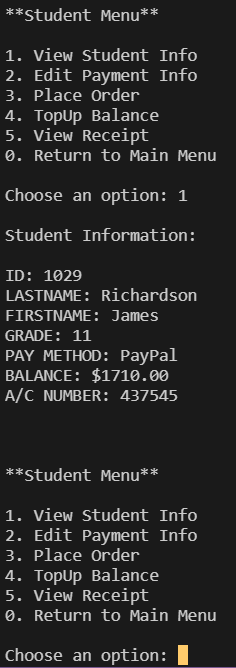 **Student Menu**
1. View Student Info
2. Edit Payment Info
3. Place Order
4. TopUp Balance
5. View Receipt
0. Return to Main Menu
Choose an option: 1
Student Information:
ID: 1029
LASTNAME: Richardson
FIRSTNAME: James
GRADE: 11
PAY METHOD: PayPal
BALANCE: $1710.00
A/C NUMBER: 437545
**Student Menu**
1. View Student Info
2. Edit Payment Info
3. Place Order
4. TopUp Balance
5. View Receipt
0. Return to Main Menu
Choose an option: